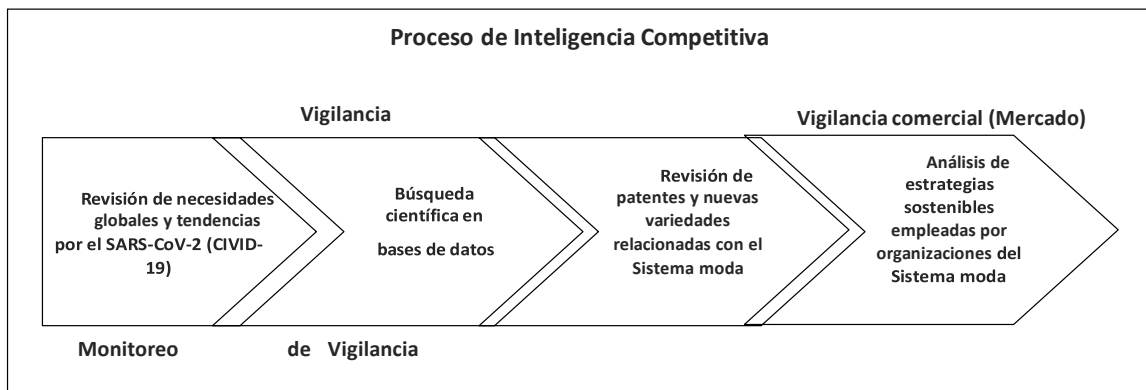 Proceso de Inteligencia Competitiva
Vigilancia
Vigilancia comercial (Mercado)
Revisión de necesidades
globales y tendencias
por el SARS-CoV-2 (CIVID-
19)
Búsqueda
científica en
bases de datos
Revisión de
patentes y nuevas
variedades
relacionadas con el
Sistema moda
Análisis de
estrategias
sostenibles
empleadas por
organizaciones del
Sistema moda
Monitoreo de Vigilancia